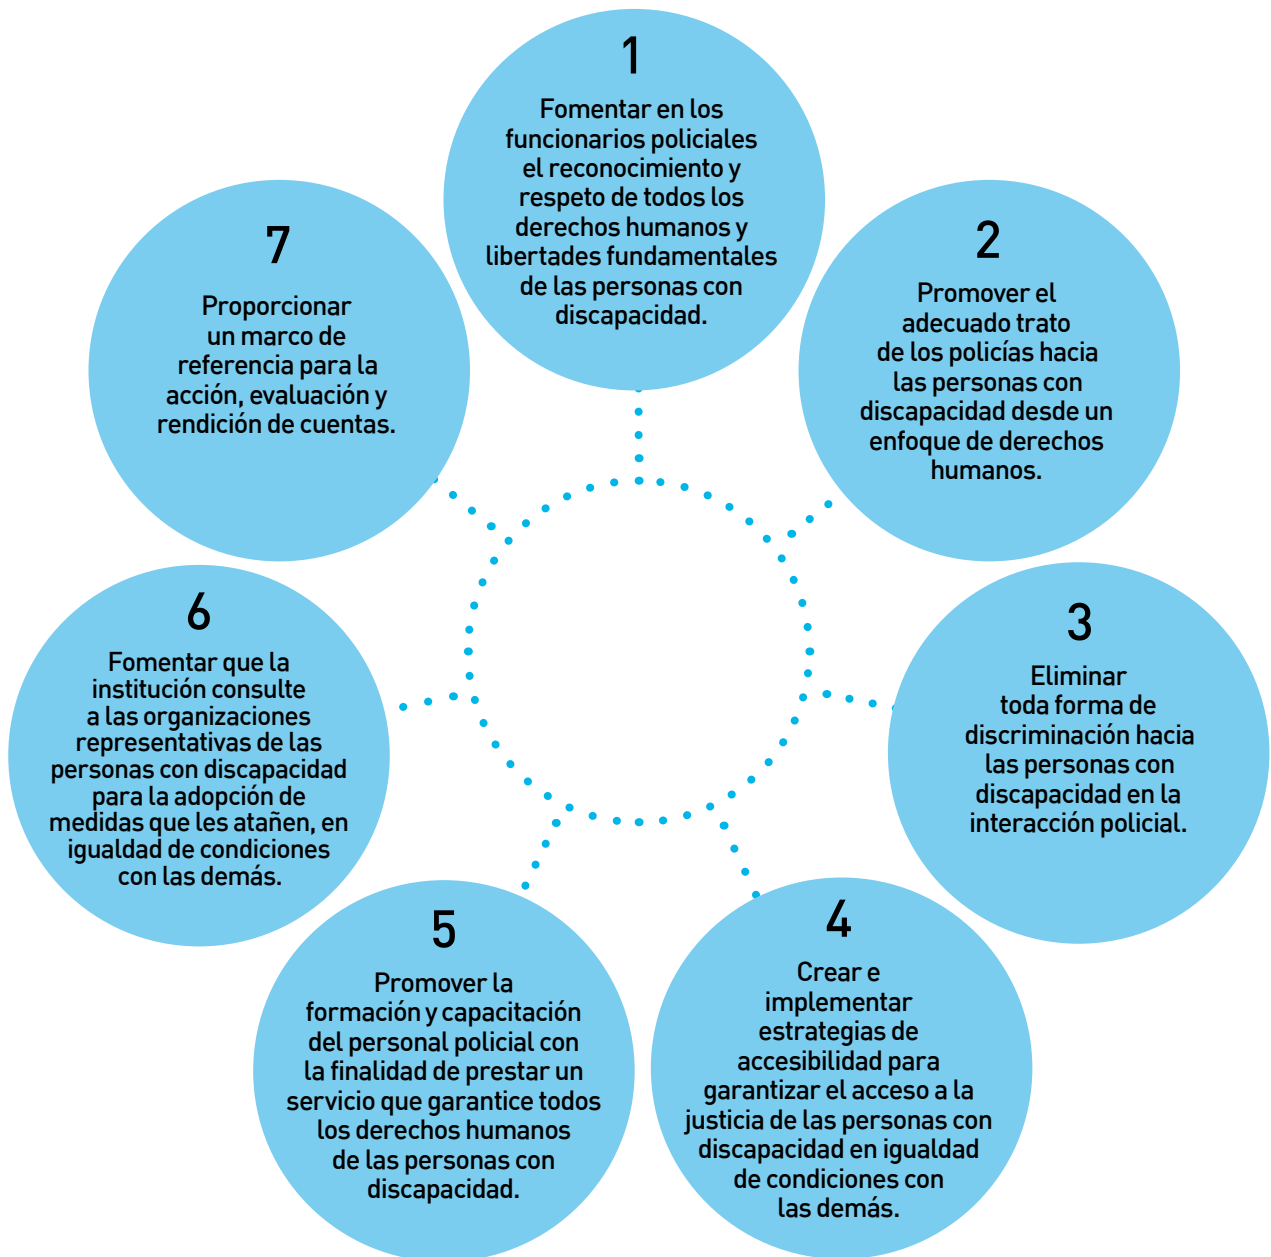 1
Fomentar en los
funcionarios policiales
el reconocimiento y
respeto de todos los
derechos humanos y
libertades fundamentales
de las personas con
discapacidad.
2
Promover el
adecuado trato
de los policías hacia
las personas con
discapacidad desde un
enfoque de derechos
humanos.
3
Eliminar
toda forma de
discriminación hacia
las personas con
discapacidad en la
interacción policial.
4
Crear e
implementar
estrategias de
accesibilidad para
garantizar el acceso a la
justicia de las personas con
discapacidad en igualdad
de condiciones con
las demás.
5
Promover la
formación y capacitación
del personal policial con
la finalidad de prestar un
servicio que garantice todos
los derechos humanos
de las personas con
discapacidad.
6
Fomentar que la
institución consulte
a las organizaciones
representativas de las
personas con discapacidad
para la adopción de
medidas que les atañen, en
igualdad de condiciones
con las demás.
7
Proporcionar
un marco de
referencia para la
acción, evaluación y
rendición de cuentas.